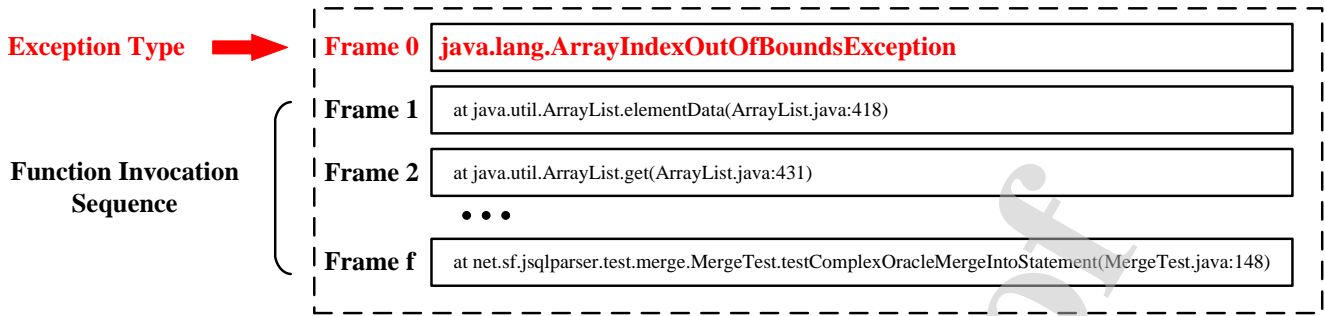 Exception Type
Frame 0 java.lang.ArrayIndexOutOfBoundsException
Frame 1 at java.util.ArrayList.elementData(ArrayList.java:418)
Function Invocation
Sequence
Frame 2 at java.util.ArrayList.get(ArrayList.java:431)
• • •
Frame f at net.sf.jsqlparser.test.merge.MergeTest.testComplexOracleMergeIntoStatement(MergeTest.java:148)